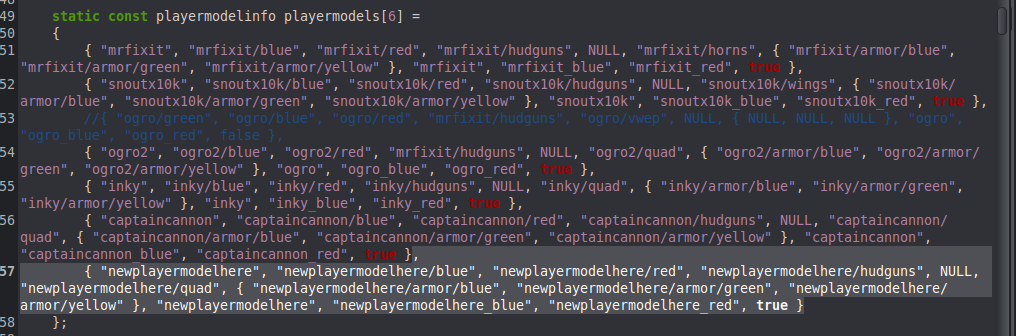 49 static const playermodelinfo playermodels[6] =
50 {
51 { "mrfixit", "mrfixit/blue", "mrfixit/red", "mrfixit/hudguns", NULL, "mrfixit/horns", { "mrfixit/armor/blue",
"mrfixit/armor/green", "mrfixit/armor/yellow" }, "mrfixit", "mrfixit_blue", "mrfixit_red", true },
52 { "snoutx10k", "snoutx10k/blue", "snoutx10k/red", "snoutx10k/hudguns", NULL, "snoutx10k/wings", { "snoutx10k/
armor/blue", "snoutx10k/armor/green", "snoutx10k/armor/yellow" }, "snoutx10k", "snoutx10k_blue", "snoutx10k_red", true },
53 //{ "ogro/green", "ogro/blue", "ogro/red", "mrfixit/hudguns", "ogro/vwep", NULL, { NULL, NULL, NULL }, "ogro",
"ogro_blue", "ogro_red", false },
54 { "ogro2", "ogro2/blue", "ogro2/red", "mrfixit/hudguns", NULL, "ogro2/quad", { "ogro2/armor/blue", "ogro2/armor/
green", "ogro2/armor/yellow" }, "ogro", "ogro_blue", "ogro_red", true },
55 { "inky", "inky/blue", "inky/red", "inky/hudguns", NULL, "inky/quad", { "inky/armor/blue", "inky/armor/green",
"inky/armor/yellow" }, "inky", "inky_blue", "inky_red", true },
56 { "captaincannon", "captaincannon/blue", "captaincannon/red", "captaincannon/hudguns", NULL, "captaincannon/
quad", { "captaincannon/armor/blue", "captaincannon/armor/green", "captaincannon/armor/yellow" }, "captaincannon",
"captaincannon_blue", "captaincannon_red", true },
57 { "newplayermodelhere", "newplayermodelhere/blue", "newplayermodelhere/red", "newplayermodelhere/hudguns", NULL,
"newplayermodelhere/quad", { "newplayermodelhere/armor/blue", "newplayermodelhere/armor/green", "newplayermodelhere/
armor/yellow" }, "newplayermodelhere", "newplayermodelhere_blue", "newplayermodelhere_red", true }
58 };